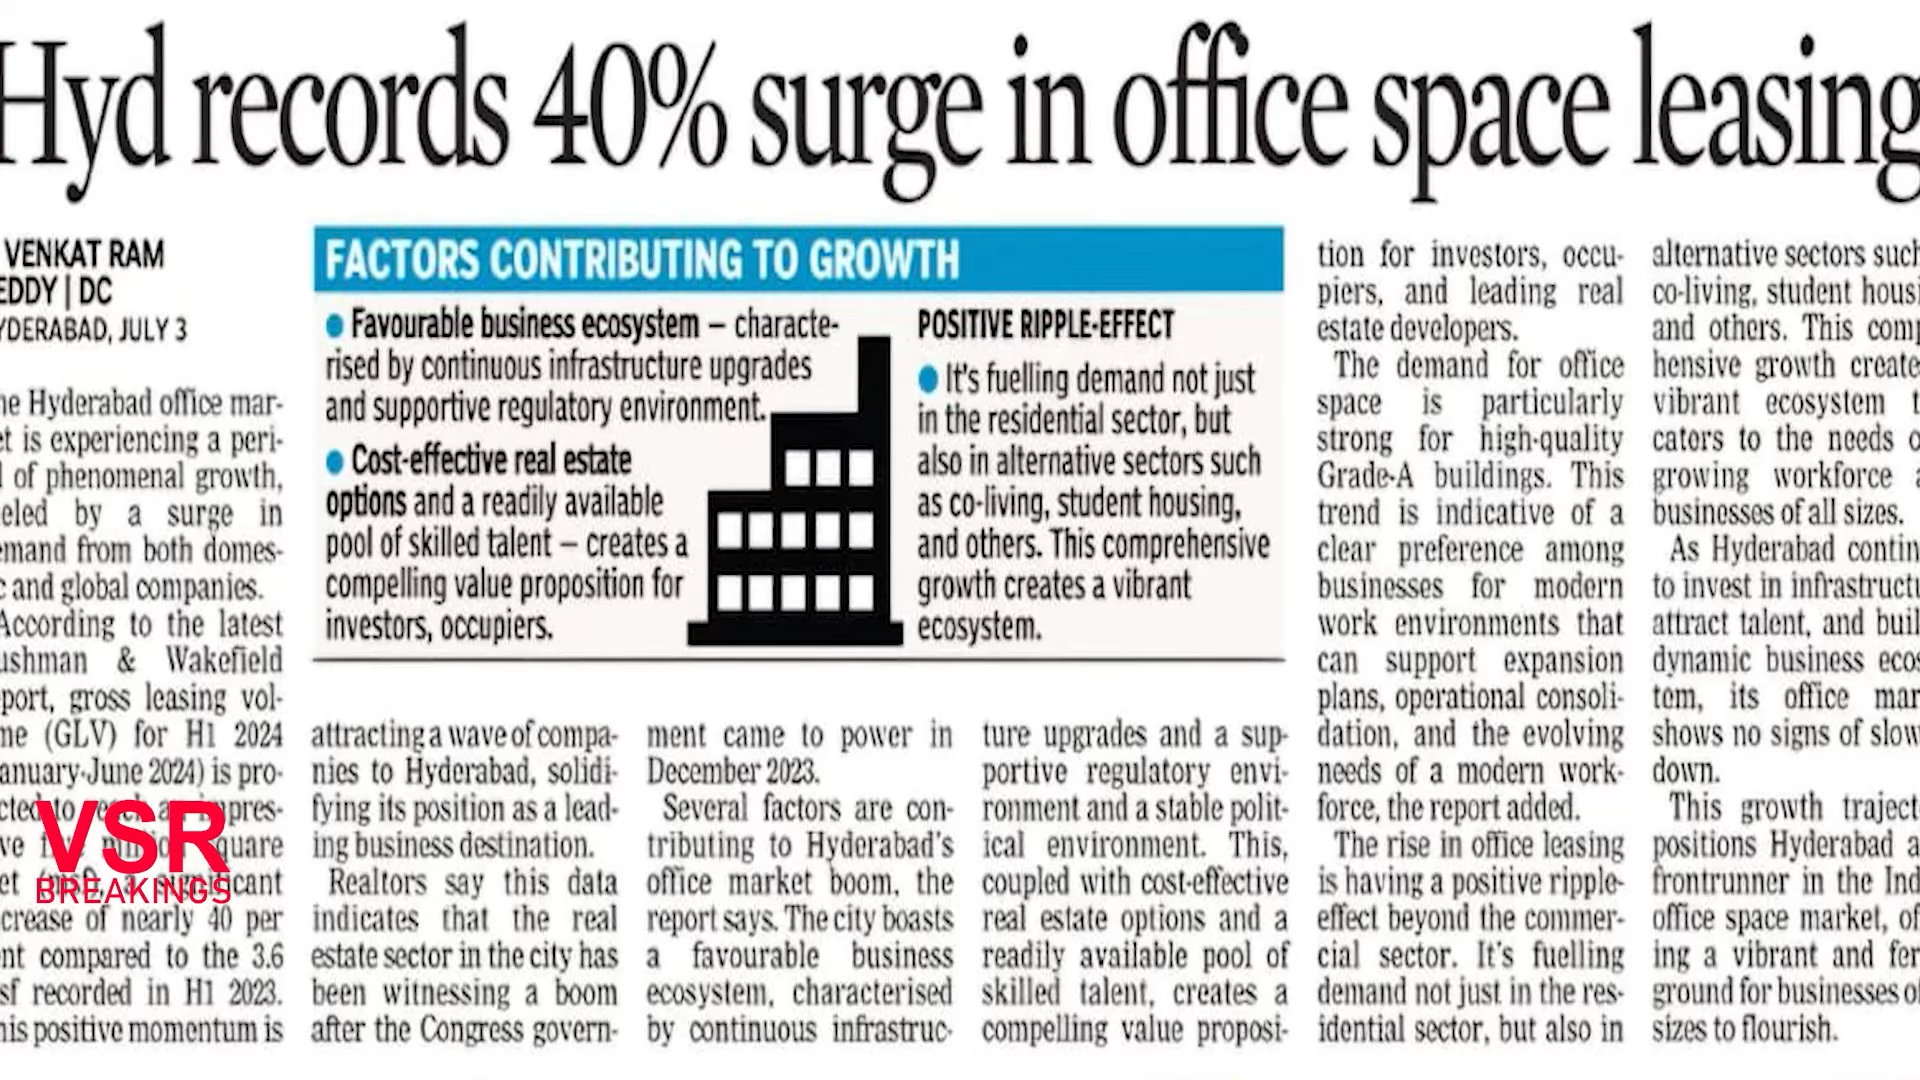 Hyd records 40% surge in office space leasing
VENKAT RAM
EDDY | DC
YDERABAD, JULY 3
he Hyderabad office mar-
et is experiencing a peri-
l of phenomenal growth,
eled by a surge in
emand from both domes-
c and global companies.
According to the latest
ushman & Wakefield
port, gross leasing vol-
me (GLV) for H1 2024
anuary-June 2024) is pro-
cted to reach an impres-
ve million square
et (msf), a significant
crease of nearly 40 per
nt compared to the 3.6
sf recorded in H1 2023.
his positive momentum is
VSR
BREAKINGS
FACTORS CONTRIBUTING TO GROWTH
● Favourable business ecosystem – characte-
rised by continuous infrastructure upgrades
and supportive regulatory environment.
● Cost-effective real estate
options and a readily available
pool of skilled talent – creates a
compelling value proposition for
investors, occupiers.
POSITIVE RIPPLE-EFFECT
● It's fuelling demand not just
in the residential sector, but
also in alternative sectors such
as co-living, student housing,
and others. This comprehensive
growth creates a vibrant
ecosystem.
attracting a wave of compa-
nies to Hyderabad, solidi-
fying its position as a lead-
ing business destination.
Realtors say this data
indicates that the real
estate sector in the city has
been witnessing a boom
after the Congress govern-
ment came to power in
December 2023.
Several factors are con-
tributing to Hyderabad's
office market boom, the
report says. The city boasts
a favourable business
ecosystem, characterised
by continuous infrastruc-
ture upgrades and a sup-
portive regulatory envi-
ronment and a stable polit-
ical environment. This,
coupled with cost-effective
real estate options and a
readily available pool of
skilled talent, creates a
compelling value proposi-
tion for investors, occu-
piers, and leading real
estate developers.
The demand for office
space is particularly
strong for high-quality
Grade-A buildings. This
trend is indicative of a
clear preference among
businesses for modern
work environments that
can support expansion
plans, operational consoli-
dation, and the evolving
needs of a modern work-
force, the report added.
The rise in office leasing
is having a positive ripple-
effect beyond the commer-
cial sector. It's fuelling
demand not just in the res-
idential sector, but also in
alternative sectors such
co-living, student housi
and others. This comp
hensive growth create
vibrant ecosystem t
caters to the needs o
growing workforce a
businesses of all sizes.
As Hyderabad contin
to invest in infrastructu
attract talent, and buil
dynamic business ecos
tem, its office mar
shows no signs of slow
down.
This growth traject
positions Hyderabad a
frontrunner in the Ind
office space market, of
ing a vibrant and fer
ground for businesses of
sizes to flourish.